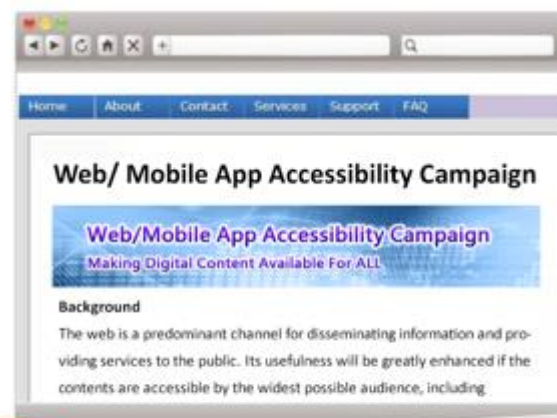 Home About Contact Services Support FAQ
Web/ Mobile App Accessibility Campaign
Web/Mobile App Accessibility Campaign
Making Digital Content Available For ALL
Background
The web is a predominant channel for disseminating information and pro-
viding services to the public. Its usefulness will be greatly enhanced if the
contents are accessible by the widest possible audience, including